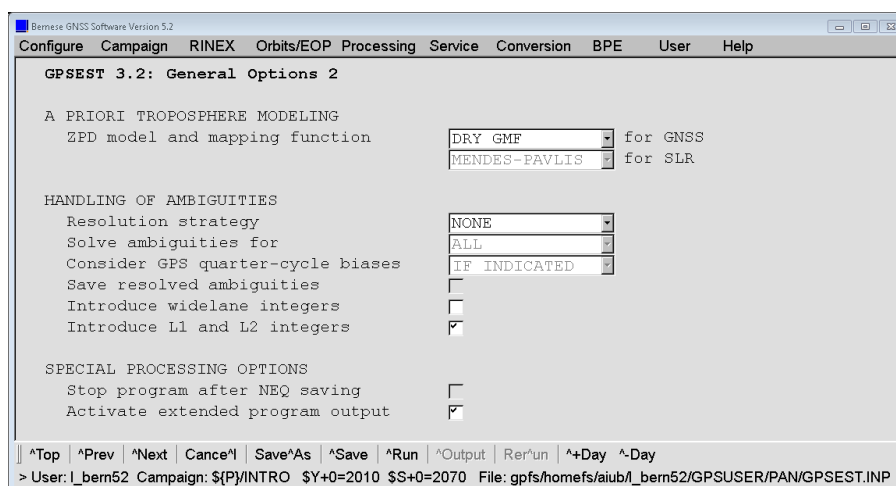 Bernese GNSS Software Version 5.2
Configure Campaign RINEX Orbits/EOP Processing Service Conversion BPE User Help
GPSEST 3.2: General Options 2
A PRIORI TROPOSPHERE MODELING
ZPD model and mapping function DRY GMF for GNSS
MENDES-PAVLIS for SLR
HANDLING OF AMBIGUITIES
Resolution strategy NONE
Solve ambiguities for ALL
Consider GPS quarter-cycle biases IF INDICATED
Save resolved ambiguities
Introduce widelane integers
Introduce L1 and L2 integers
SPECIAL PROCESSING OPTIONS
Stop program after NEQ saving
Activate extended program output
^Top ^Prev ^Next Cance^l Save^As ^Save ^Run ^Output Rer^un ^+Day ^-Day
> User: l_bern52 Campaign: ${P}/INTRO $Y+0=2010 $S+0=2070 File: gpfs/homefs/aiub/l_bern52/GPSUSER/PAN/GPSEST.INP